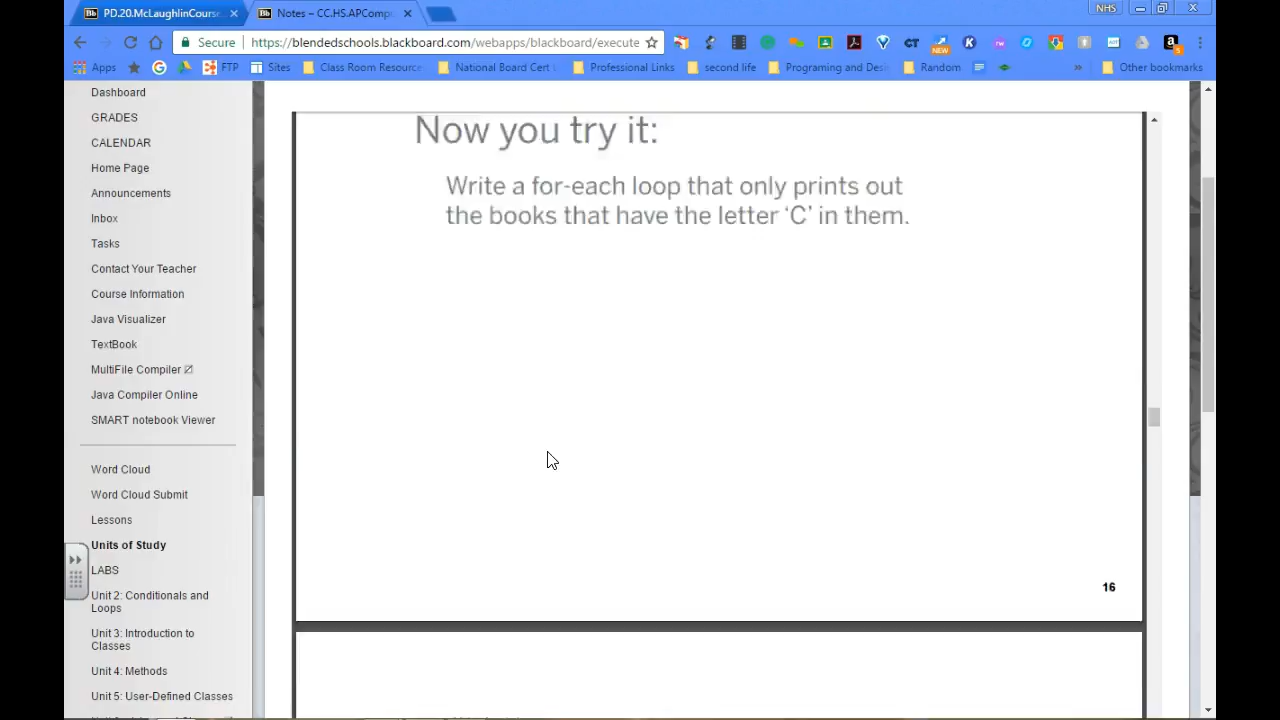 PD.20.McLaughlinCourse
Notes – CC.HS.APComp
NHS
Secure
https://blendedschools.blackboard.com/webapps/blackboard/execute
Apps
FTP
Sites
Class Room Resource
National Board Cert
Professional Links
second life
Programing and Des
Random
Other bookmarks
Dashboard
GRADES
CALENDAR
Home Page
Announcements
Inbox
Tasks
Contact Your Teacher
Course Information
Java Visualizer
TextBook
MultiFile Compiler
Java Compiler Online
SMART notebook Viewer
Word Cloud
Word Cloud Submit
Lessons
Units of Study
LABS
Unit 2: Conditionals and
Loops
Unit 3: Introduction to
Classes
Unit 4: Methods
Unit 5: User-Defined Classes
Now you try it:
Write a for-each loop that only prints out
the books that have the letter ‘C’ in them.
16